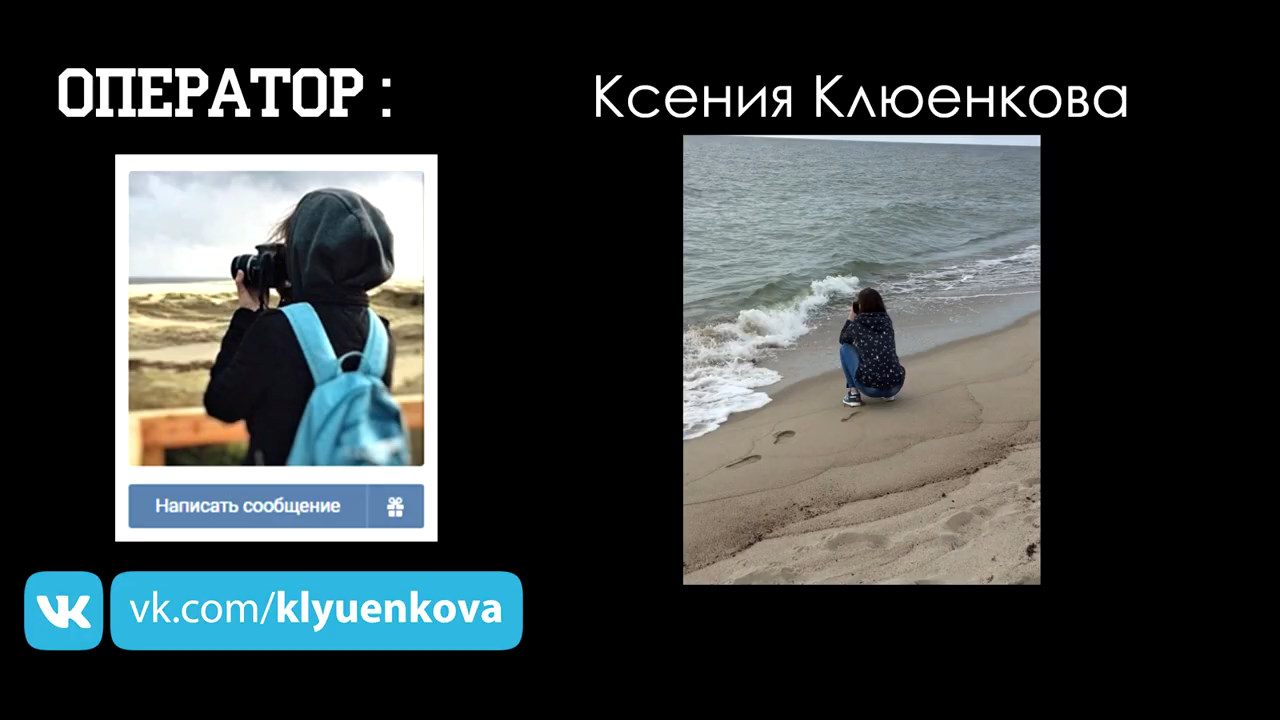 ОПЕРАТОР :
Ксения Клюенкова
Написать сообщение
vk.com/klyuenkova